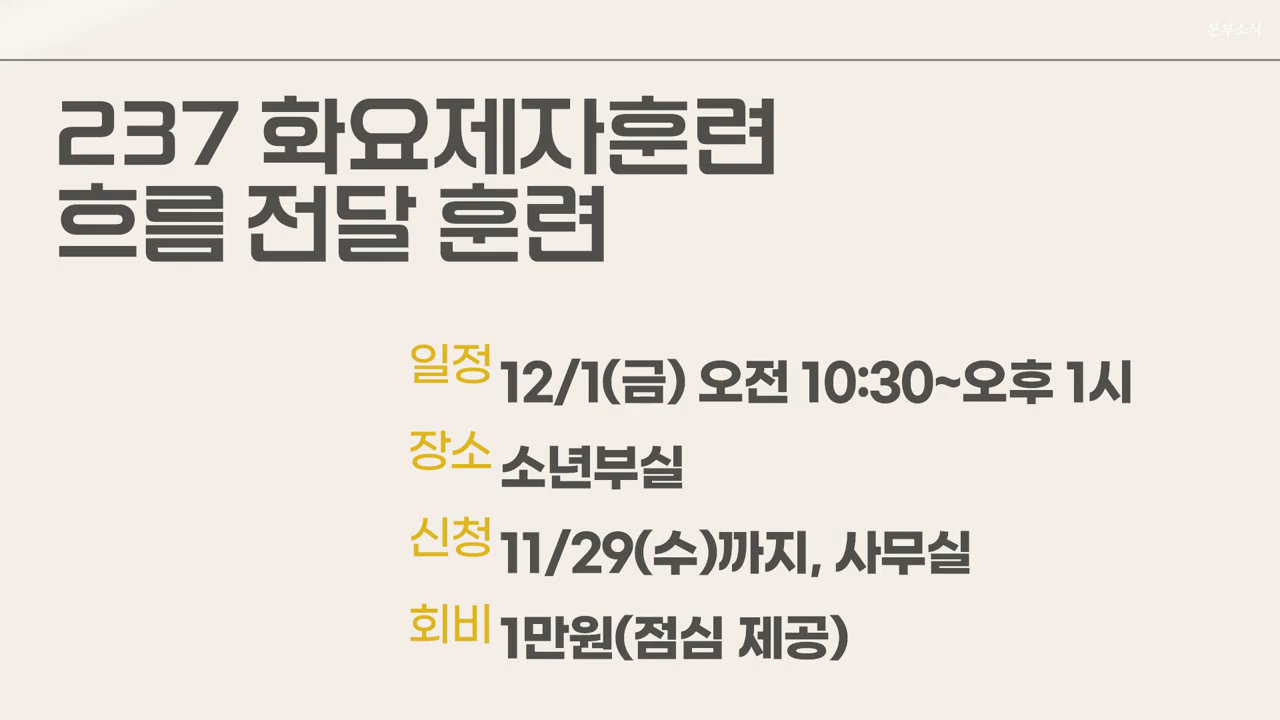 본부소식
237 화요제자훈련
흐름 전달 훈련
일정 12/1(금) 오전 10:30~오후 1시
장소 소년부실
신청 11/29(수)까지, 사무실
회비 1만원(점심 제공)